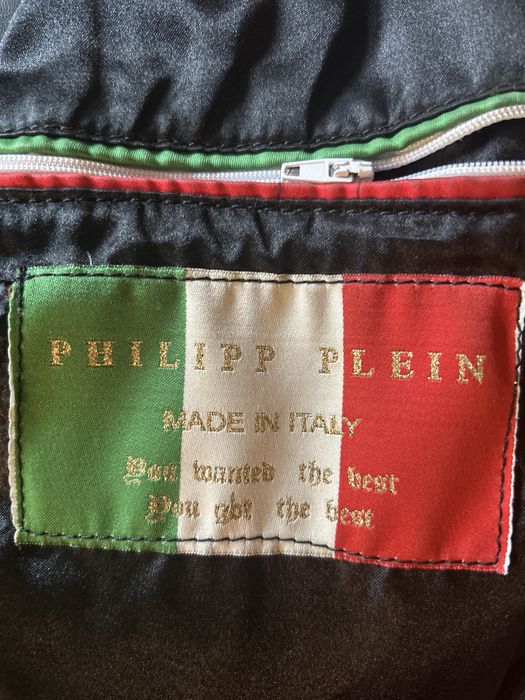 PHILIPP PLEIN
MADE IN ITALY
You wanted the best
You got the best